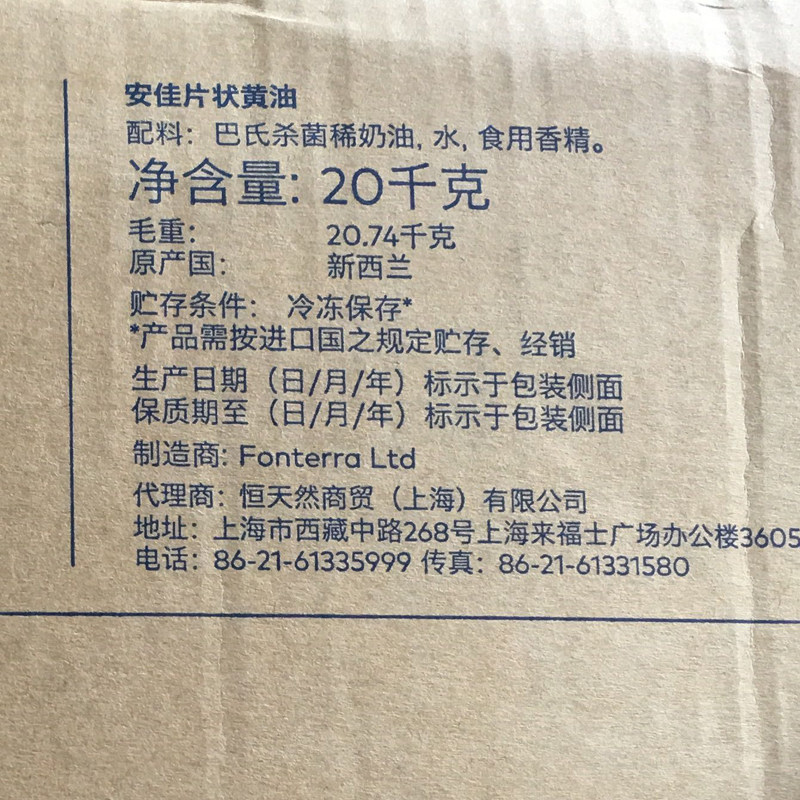 安佳片状黄油
配料：巴氏杀菌稀奶油, 水, 食用香精。
净含量: 20千克
毛重: 20.74千克
原产国: 新西兰
贮存条件： 冷冻保存*
*产品需按进口国之规定贮存、经销
生产日期（日/月/年）标示于包装侧面
保质期至（日/月/年）标示于包装侧面
制造商: Fonterra Ltd
代理商：恒天然商贸（上海）有限公司
地址：上海市西藏中路268号上海来福士广场办公楼3605
电话：86-21-61335999 传真：86-21-61331580